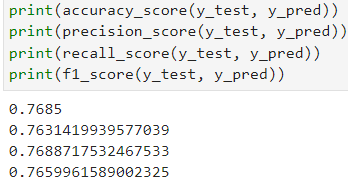 print(accuracy_score(y_test, y_pred))
print(precision_score(y_test, y_pred))
print(recall_score(y_test, y_pred))
print(f1_score(y_test, y_pred))
0.7685
0.7631419939577039
0.7688717532467533
0.7659961589002325